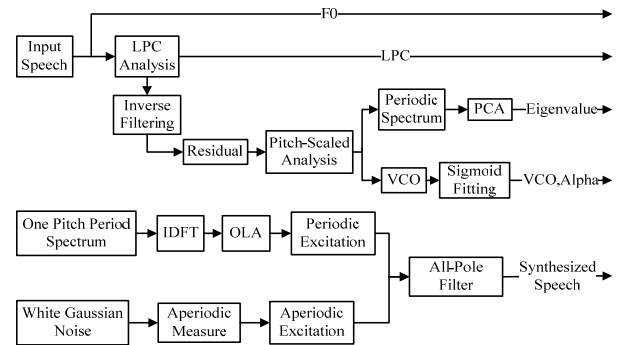 F0
Input
Speech
LPC
Analysis
LPC
Inverse
Filtering
Residual
Pitch-Scaled
Analysis
Periodic
Spectrum
PCA
Eigenvalue
VCO
Sigmoid
Fitting
VCO,Alpha
One Pitch Period
Spectrum
IDFT
OLA
Periodic
Excitation
All-Pole
Filter
Synthesized
Speech
White Gaussian
Noise
Aperiodic
Measure
Aperiodic
Excitation